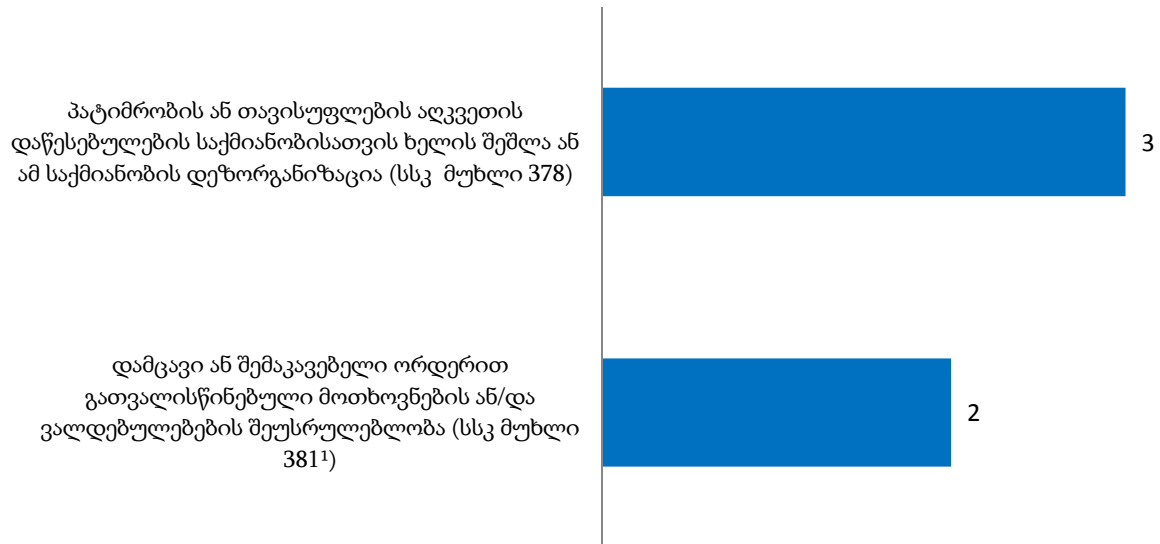 პატიმრობის ან თავისუფლების აღკვეთის
დაწესებულების საქმიანობისათვის ხელის შეშლა ან
ამ საქმიანობის დეზორგანიზაცია (სსკ მუხლი 378)
3
დამცავი ან შემაკავებელი ორდერით
გათვალისწინებული მოთხოვნების ან/და
ვალდებულებების შეუსრულებლობა (სსკ მუხლი
381¹)
2